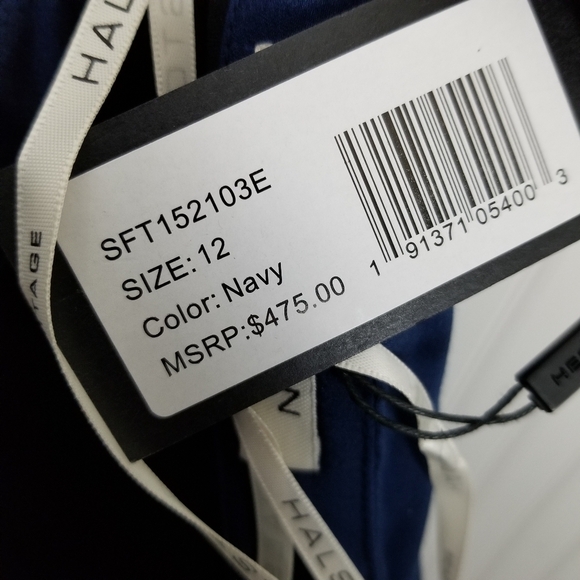 HALS
TAGE
SFT152103E
SIZE: 12
Color: Navy
MSRP:$475.00
1 91371 05400 3
HALS